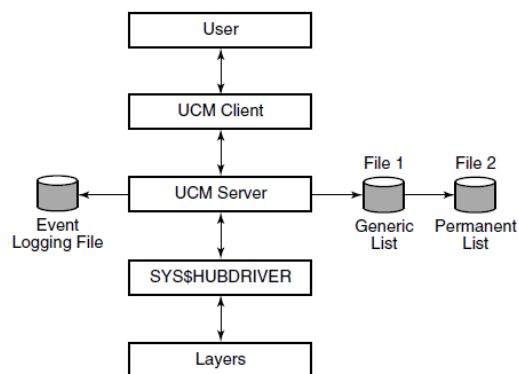 User
UCM Client
File 1
File 2
UCM Server
Event
Logging File
Generic
List
Permanent
List
SYS$HUBDRIVER
Layers